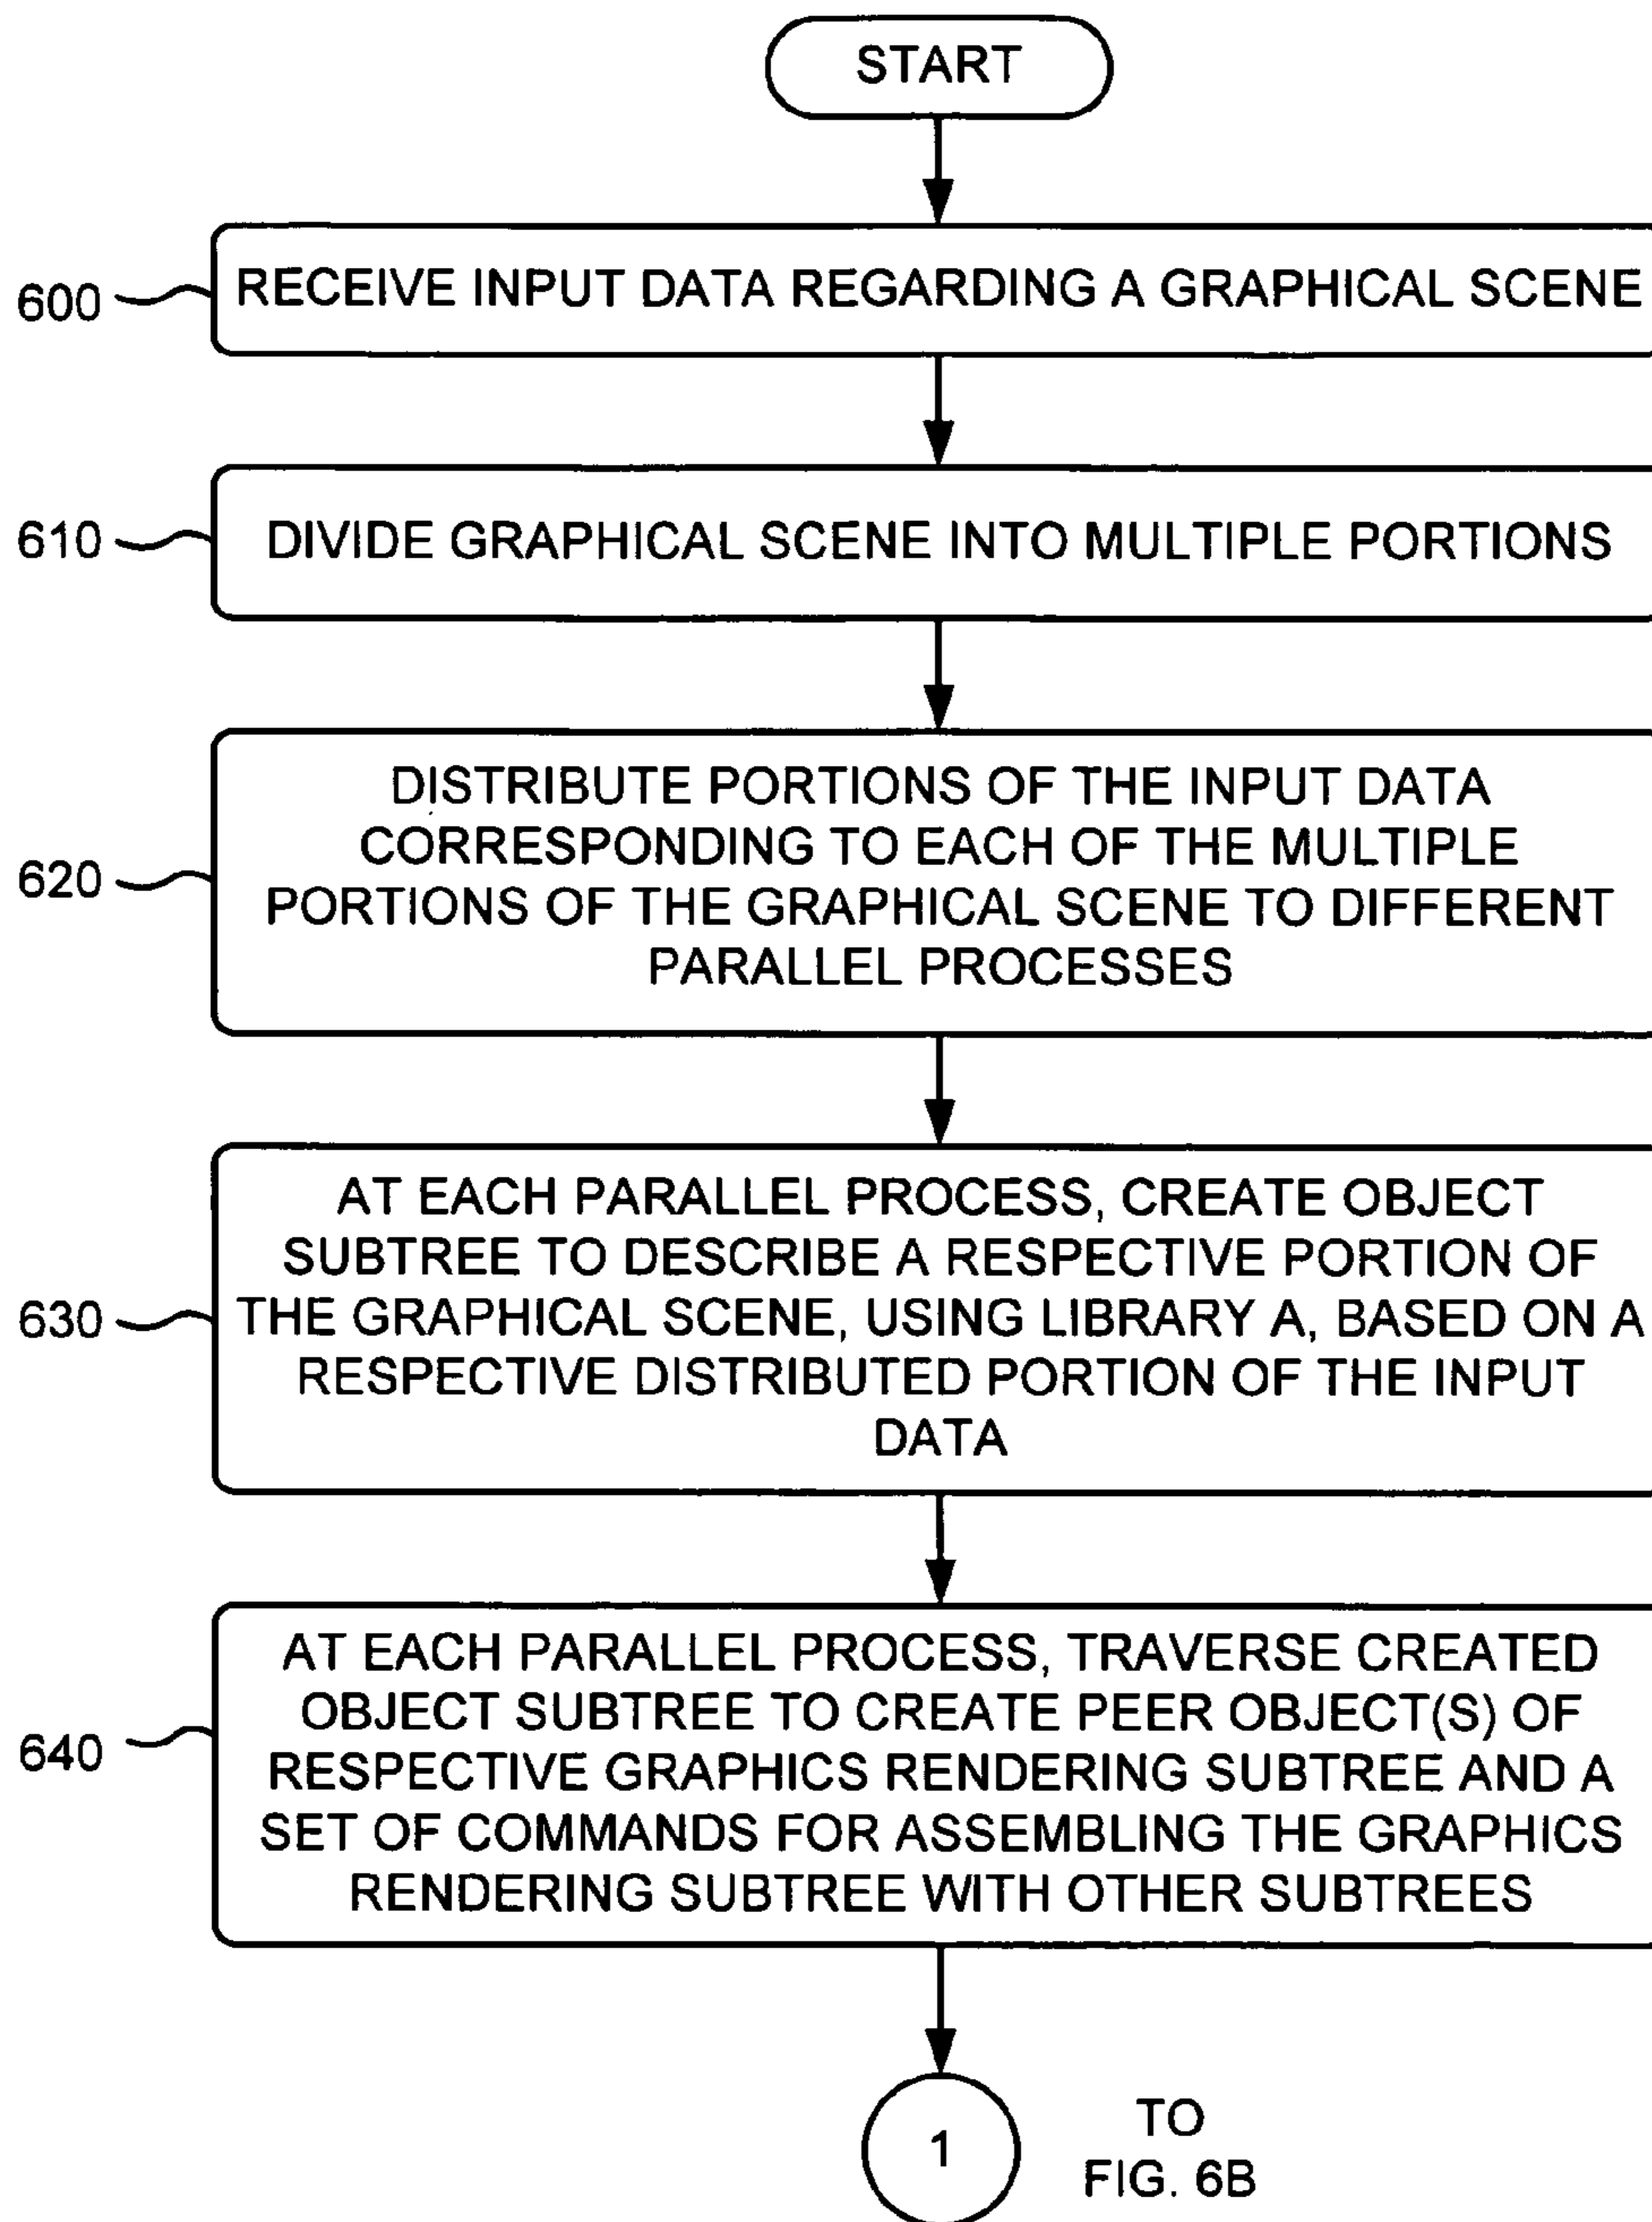 START
600
RECEIVE INPUT DATA REGARDING A GRAPHICAL SCENE
610
DIVIDE GRAPHICAL SCENE INTO MULTIPLE PORTIONS
620
DISTRIBUTE PORTIONS OF THE INPUT DATA
CORRESPONDING TO EACH OF THE MULTIPLE
PORTIONS OF THE GRAPHICAL SCENE TO DIFFERENT
PARALLEL PROCESSES
630
AT EACH PARALLEL PROCESS, CREATE OBJECT
SUBTREE TO DESCRIBE A RESPECTIVE PORTION OF
THE GRAPHICAL SCENE, USING LIBRARY A, BASED ON A
RESPECTIVE DISTRIBUTED PORTION OF THE INPUT
DATA
640
AT EACH PARALLEL PROCESS, TRAVERSE CREATED
OBJECT SUBTREE TO CREATE PEER OBJECT(S) OF
RESPECTIVE GRAPHICS RENDERING SUBTREE AND A
SET OF COMMANDS FOR ASSEMBLING THE GRAPHICS
RENDERING SUBTREE WITH OTHER SUBTREES
1
TO
FIG. 6B